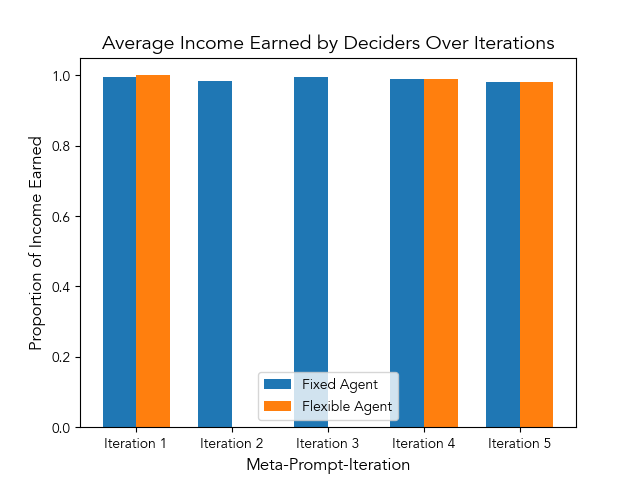 Average Income Earned by Deciders Over Iterations
Proportion of Income Earned
1.0
0.8
0.6
0.4
0.2
0.0
Fixed Agent
Flexible Agent
Iteration 1
Iteration 2
Iteration 3
Iteration 4
Iteration 5
Meta-Prompt-Iteration